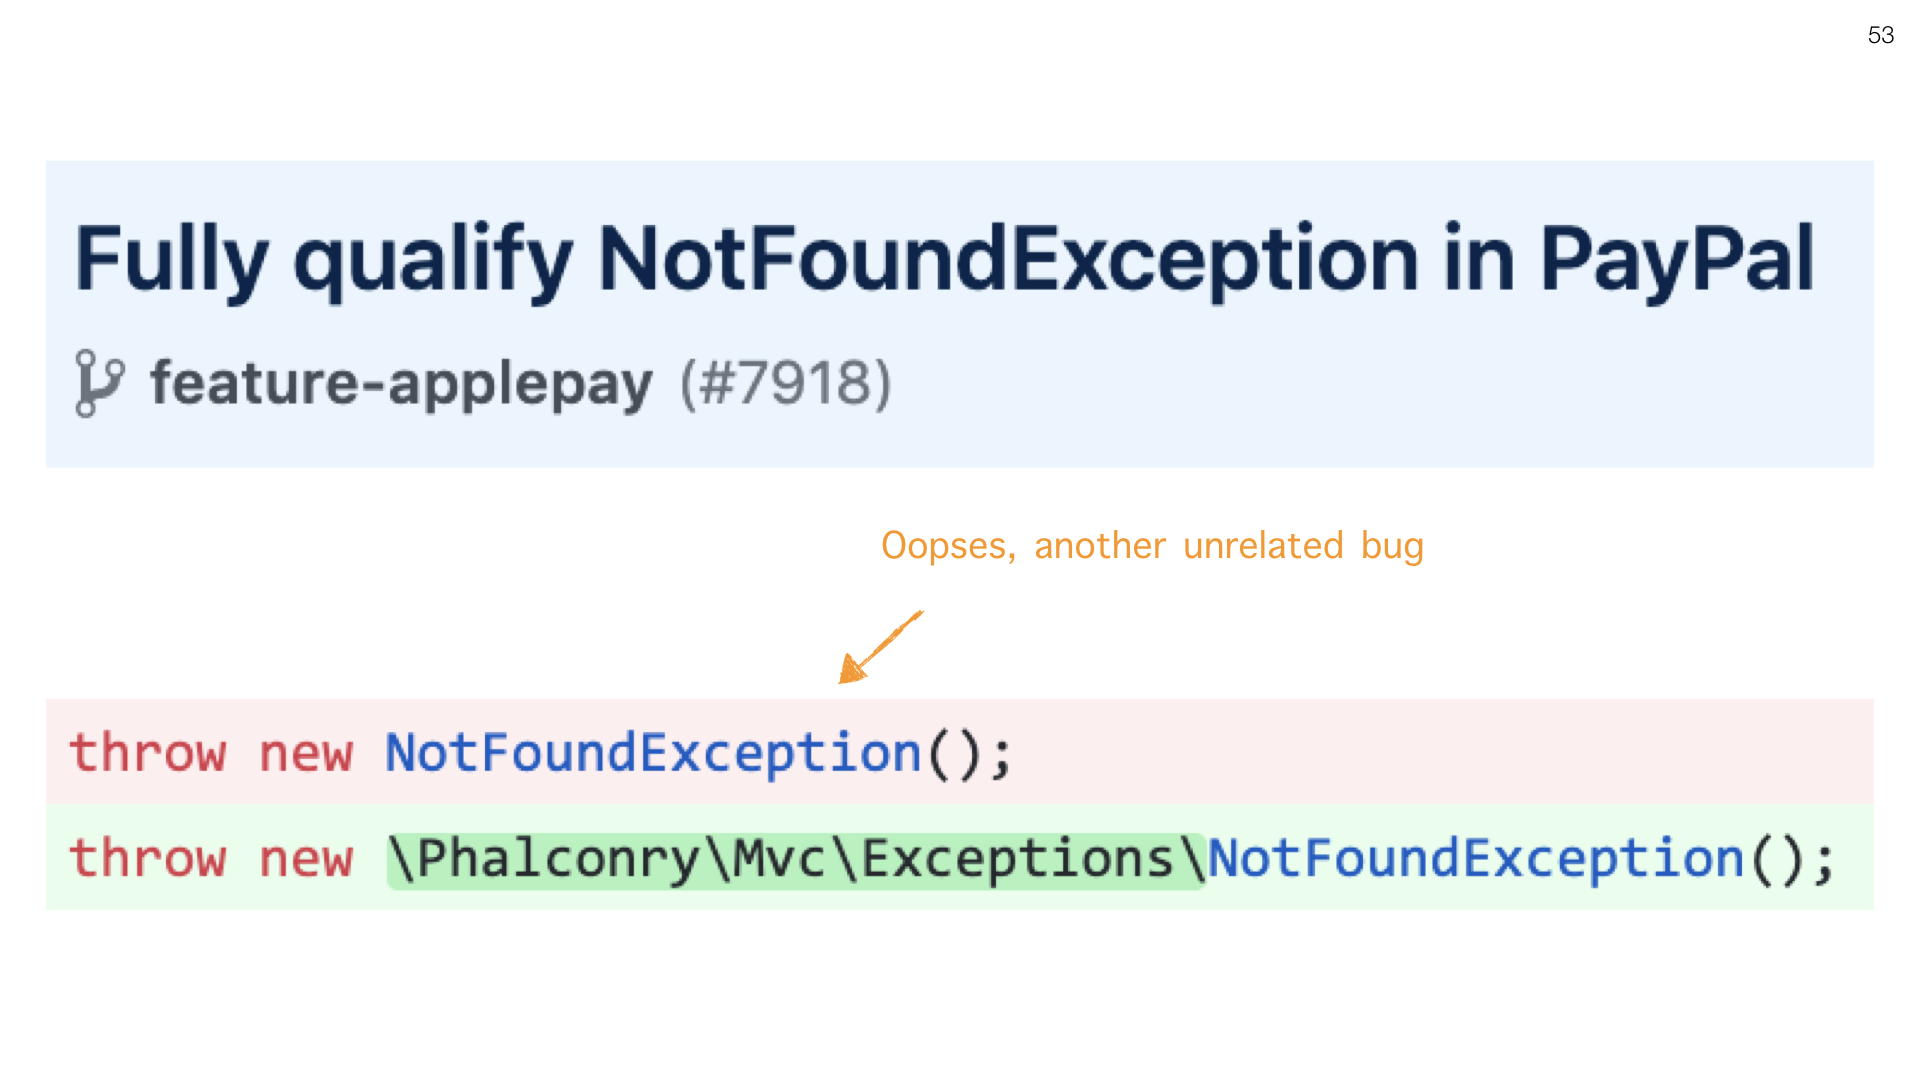 53
Fully qualify NotFoundException in PayPal
feature-applepay (#7918)
Oopses, another unrelated bug
throw new NotFoundException();
throw new \Phalconry\Mvc\Exceptions\NotFoundException();